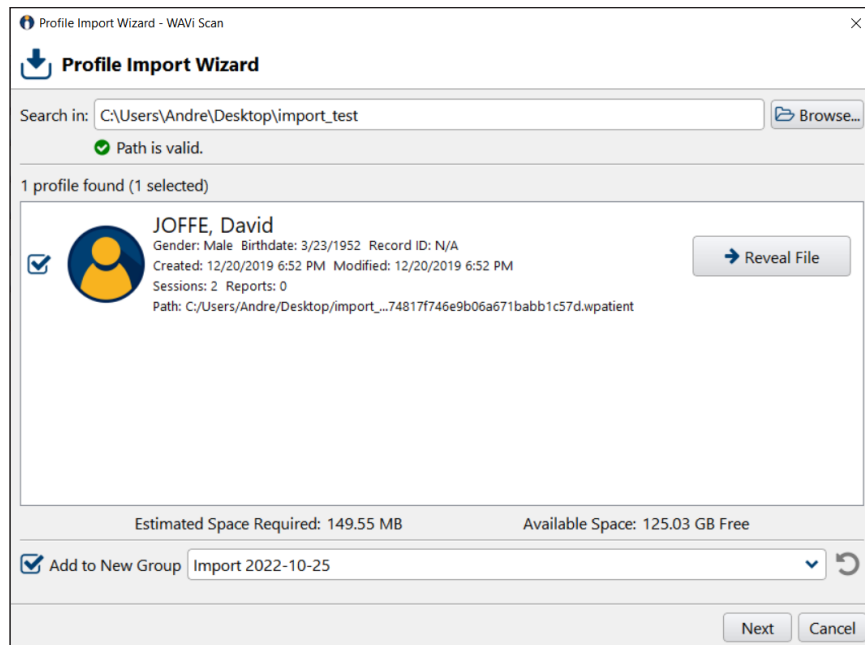 Profile Import Wizard - WAVi Scan
Profile Import Wizard
Search in: C:\Users\Andre\Desktop\import_test Browse...
Path is valid.
1 profile found (1 selected)
JOFFE, David
Gender: Male Birthdate: 3/23/1952 Record ID: N/A
Created: 12/20/2019 6:52 PM Modified: 12/20/2019 6:52 PM
Sessions: 2 Reports: 0
Path: C:/Users/Andre/Desktop/import_...74817f746e9b06a671babb1c57d.wpatient
Reveal File
Estimated Space Required: 149.55 MB Available Space: 125.03 GB Free
Add to New Group Import 2022-10-25
Next Cancel